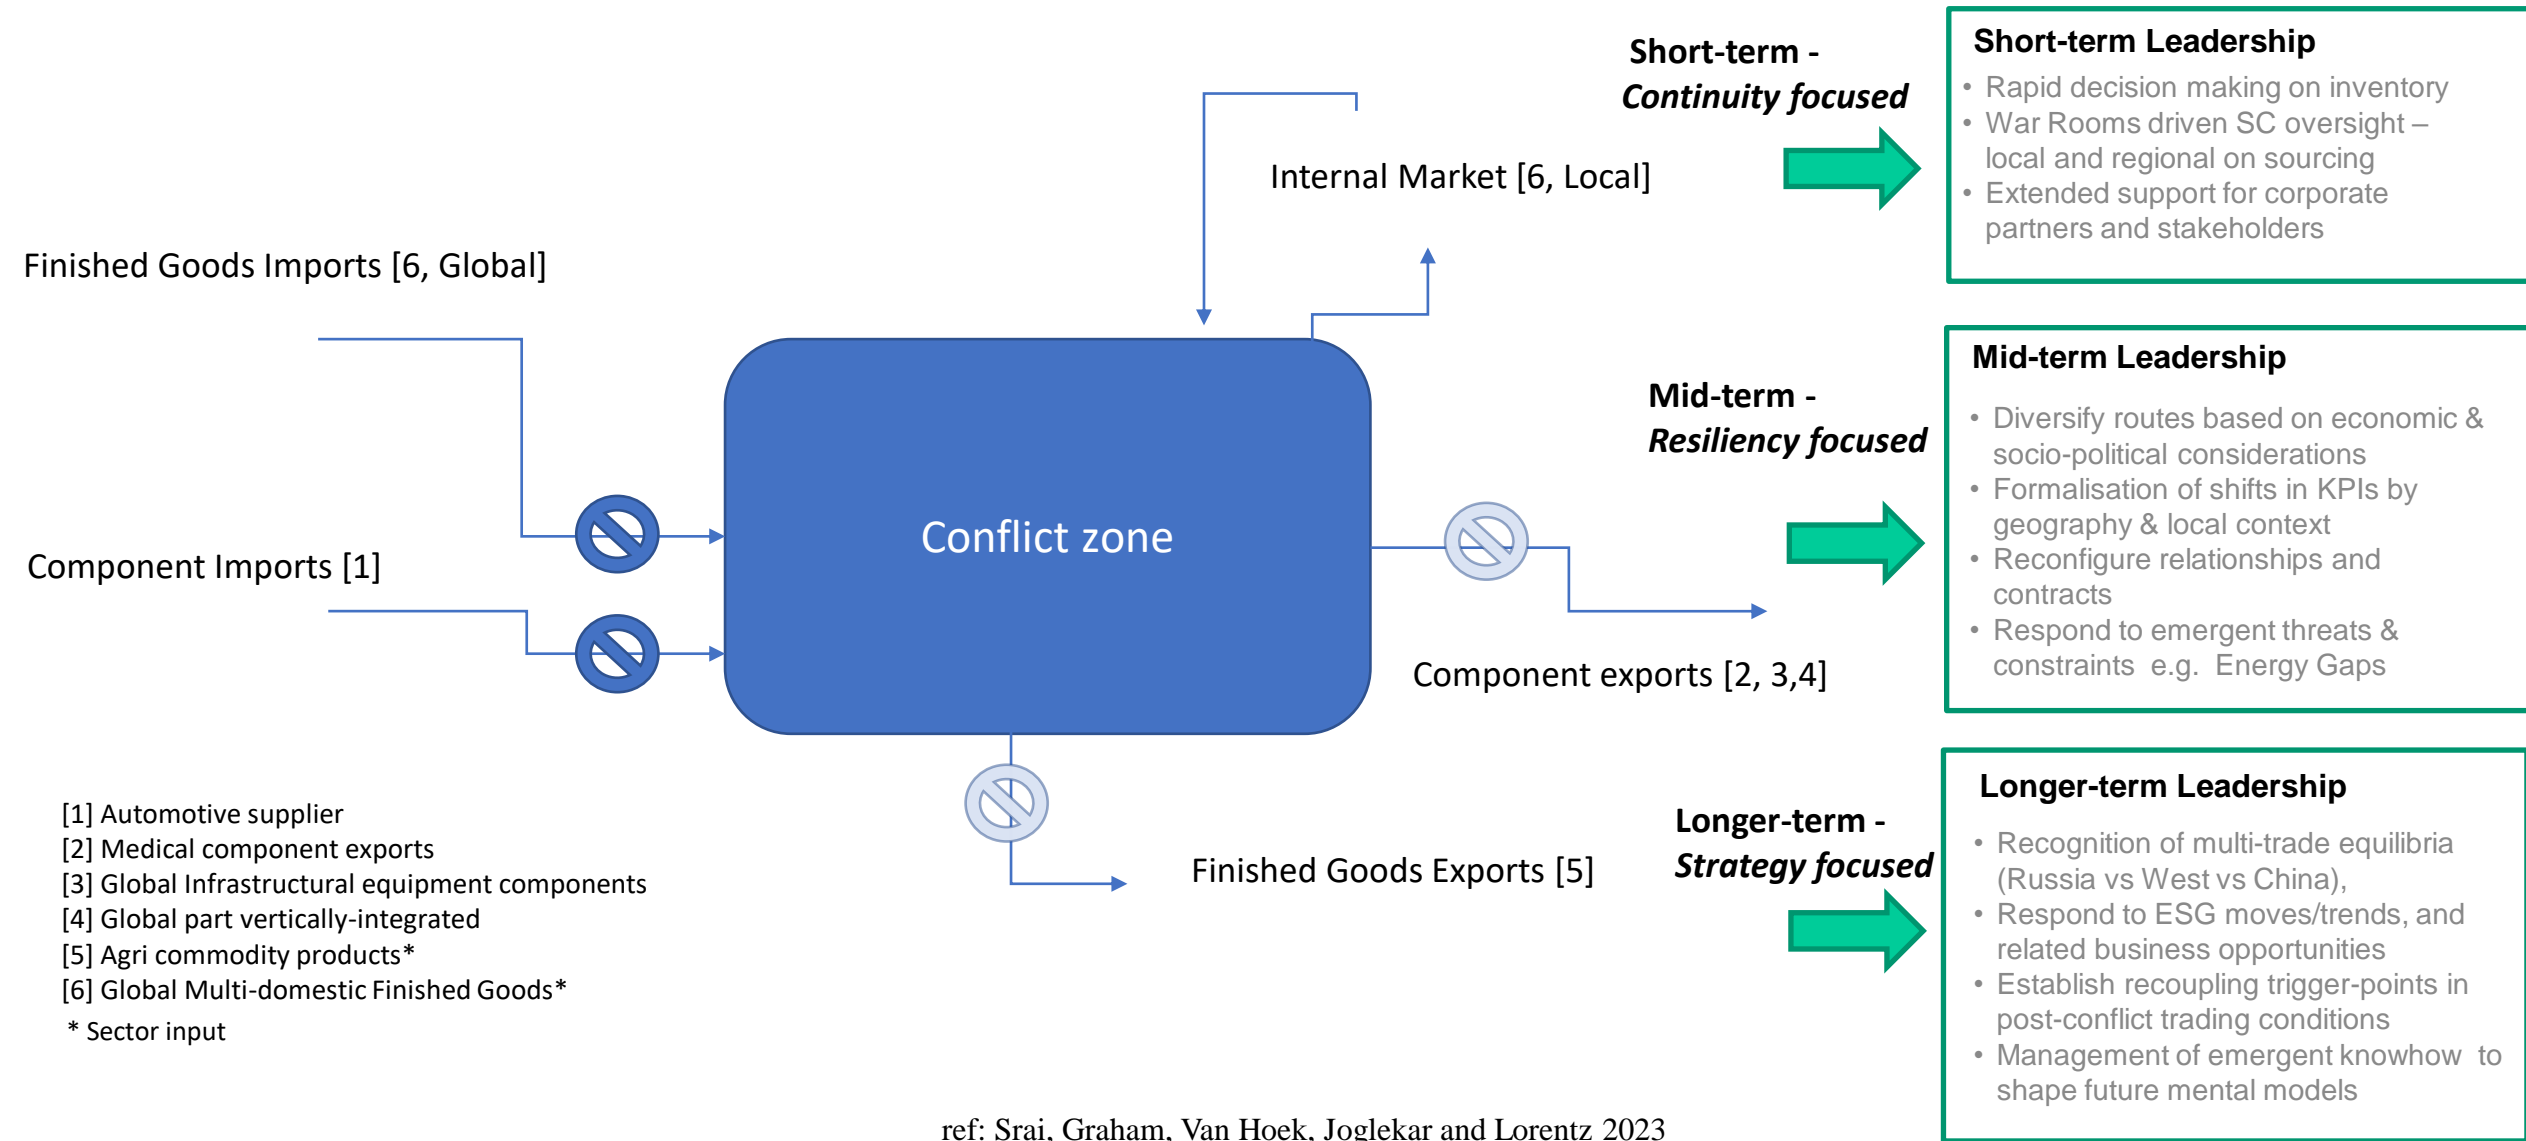 Finished Goods Imports [6, Global]
Component Imports [1]
Internal Market [6, Local]
Conflict zone
Component exports [2, 3,4]
Finished Goods Exports [5]
[1] Automotive supplier
[2] Medical component exports
[3] Global Infrastructural equipment components
[4] Global part vertically-integrated
[5] Agri commodity products*
[6] Global Multi-domestic Finished Goods*
* Sector input
Short-term -
Continuity focused
Short-term Leadership
• Rapid decision making on inventory
• War Rooms driven SC oversight –
local and regional on sourcing
• Extended support for corporate
partners and stakeholders
Mid-term -
Resiliency focused
Mid-term Leadership
• Diversify routes based on economic &
socio-political considerations
• Formalisation of shifts in KPIs by
geography & local context
• Reconfigure relationships and
contracts
• Respond to emergent threats &
constraints e.g. Energy Gaps
Longer-term -
Strategy focused
Longer-term Leadership
• Recognition of multi-trade equilibria
(Russia vs West vs China),
• Respond to ESG moves/trends, and
related business opportunities
• Establish recoupling trigger-points in
post-conflict trading conditions
• Management of emergent knowhow to
shape future mental models
ref: Srai, Graham, Van Hoek, Joglekar and Lorentz 2023